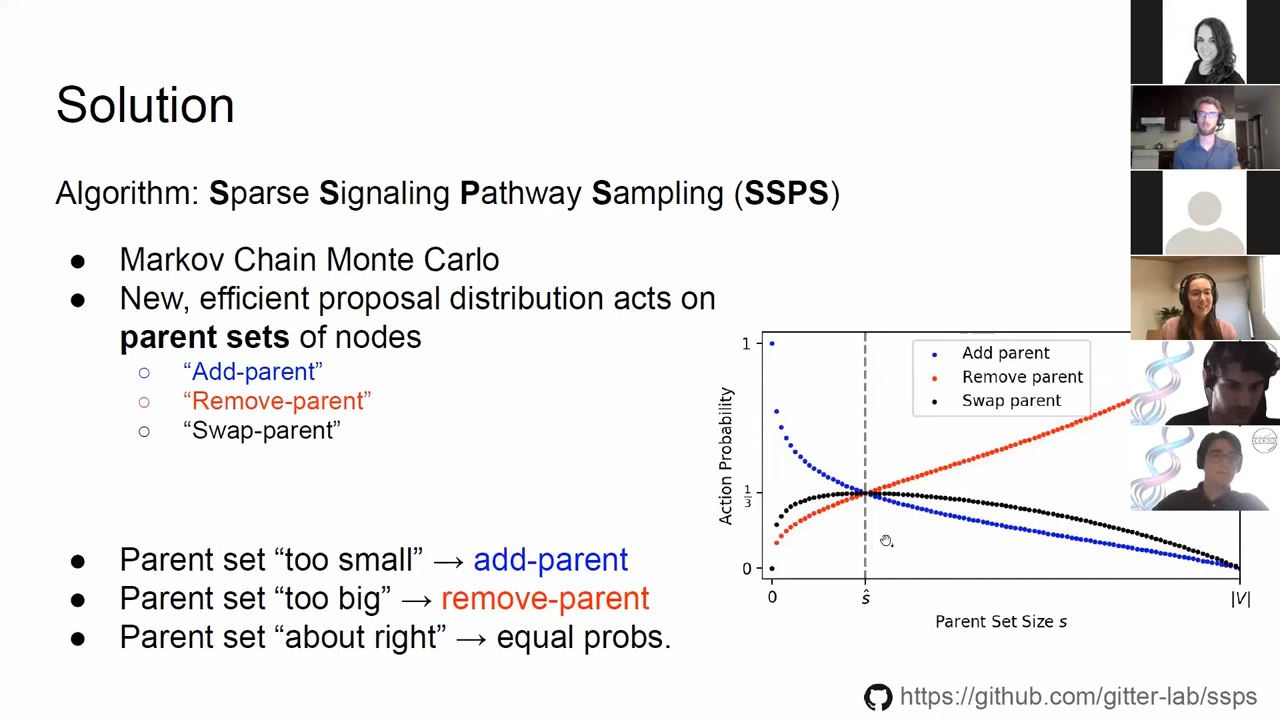 Solution
Algorithm: Sparse Signaling Pathway Sampling (SSPS)
● Markov Chain Monte Carlo
● New, efficient proposal distribution acts on
parent sets of nodes
○ “Add-parent”
○ “Remove-parent”
○ “Swap-parent”
● Parent set “too small” → add-parent
● Parent set “too big” → remove-parent
● Parent set “about right” → equal probs.
Add parent
Remove parent
Swap parent
Action Probability
1
1/3
0
0 ŝ |V|
Parent Set Size s
https://github.com/gitter-lab/ssps